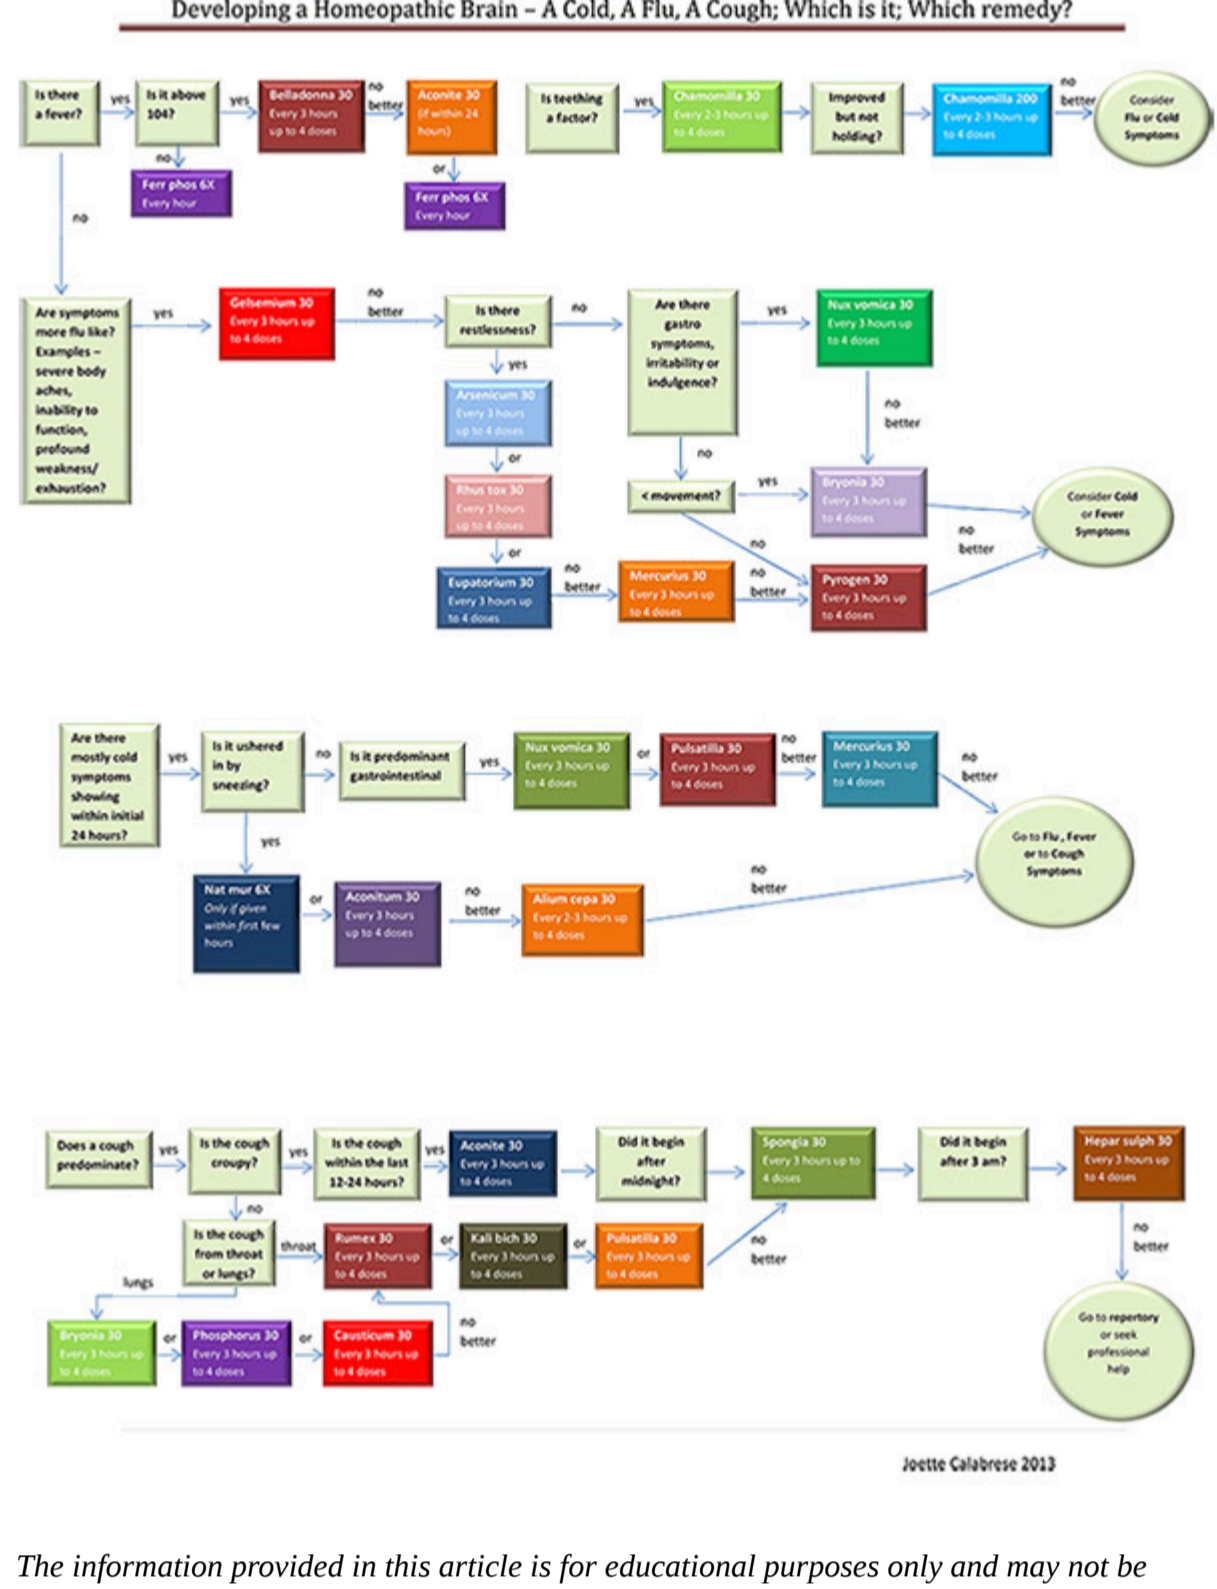 Developing a Homeopathic Brain – A Cold, A Flu, A Cough; Which is it; Which remedy?
Is there
a fever?
yes
Is it above
104?
yes
Belladonna 30
Every 3 hours
up to 4 doses
no
better
Aconite 30
(if within 24
hours)
no
Ferr phos 6X
Every hour
or
Ferr phos 6X
Every hour
Is teething
a factor?
yes
Chamomilla 30
Every 2-3 hours up
to 4 doses
Improved
but not
holding?
Chamomilla 200
Every 2-3 hours up
to 4 doses
no
better
Consider
Flu or Cold
Symptoms
no
Are symptoms
more flu like?
Examples –
severe body
aches,
inability to
function,
profound
weakness/
exhaustion?
yes
Gelsemium 30
Every 3 hours up
to 4 doses
no
better
Is there
restlessness?
no
Are there
gastro
symptoms,
irritability or
indulgence?
yes
Nux vomica 30
Every 3 hours up
to 4 doses
yes
Arsenicum 30
Every 3 hours
up to 4 doses
or
Rhus tox 30
Every 3 hours
up to 4 doses
or
Eupatorium 30
Every 3 hours up
to 4 doses
no
better
Mercurius 30
Every 3 hours up
to 4 doses
no
better
no
< movement?
yes
no
no
better
Bryonia 30
Every 3 hours up
to 4 doses
Pyrogen 30
Every 3 hours up
to 4 doses
no
better
Consider Cold
or Fever
Symptoms
Are there
mostly cold
symptoms
showing
within initial
24 hours?
yes
Is it ushered
in by
sneezing?
no
Is it predominant
gastrointestinal
yes
Nux vomica 30
Every 3 hours up
to 4 doses
or
Pulsatilla 30
Every 3 hours up
to 4 doses
no
better
Mercurius 30
Every 3 hours up
to 4 doses
no
better
Go to Flu, Fever
or to Cough
Symptoms
yes
Nat mur 6X
Only if given
within first few
hours
or
Aconitum 30
Every 3 hours
up to 4 doses
no
better
Alium cepa 30
Every 2-3 hours up
to 4 doses
no
better
Does a cough
predominate?
yes
Is the cough
croupy?
yes
Is the cough
within the last
12-24 hours?
yes
Aconite 30
Every 3 hours up
to 4 doses
Did it begin
after
midnight?
Spongia 30
Every 3 hours up to
4 doses
Did it begin
after 3 am?
Hepar sulph 30
Every 3 hours up
to 4 doses
no
Is the cough
from throat
or lungs?
throat
Rumex 30
Every 3 hours up
to 4 doses
or
Kali bich 30
Every 3 hours up
to 4 doses
or
Pulsatilla 30
Every 3 hours up
to 4 doses
no
better
no
better
lungs
Bryonia 30
Every 3 hours up
to 4 doses
or
Phosphorus 30
Every 3 hours up
to 4 doses
or
Causticum 30
Every 3 hours up
to 4 doses
no
better
Go to repertory
or seek
professional
help
Joette Calabrese 2013
The information provided in this article is for educational purposes only and may not be